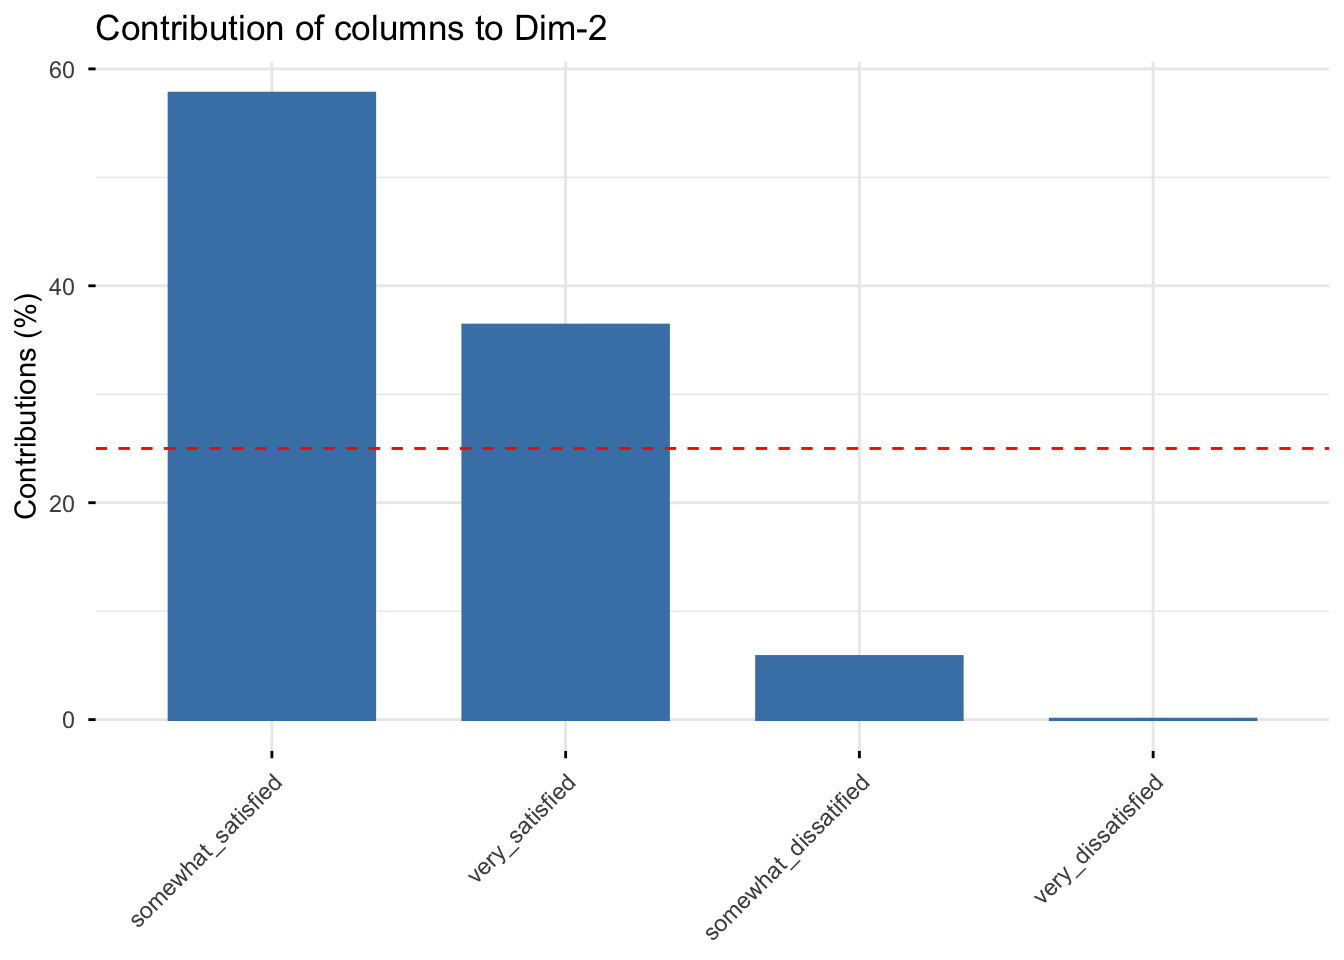 Contribution of columns to Dim-2
Contributions (%)
60
40
20
0
somewhat_satisfied
very_satisfied
somewhat_dissatified
very_dissatisfied